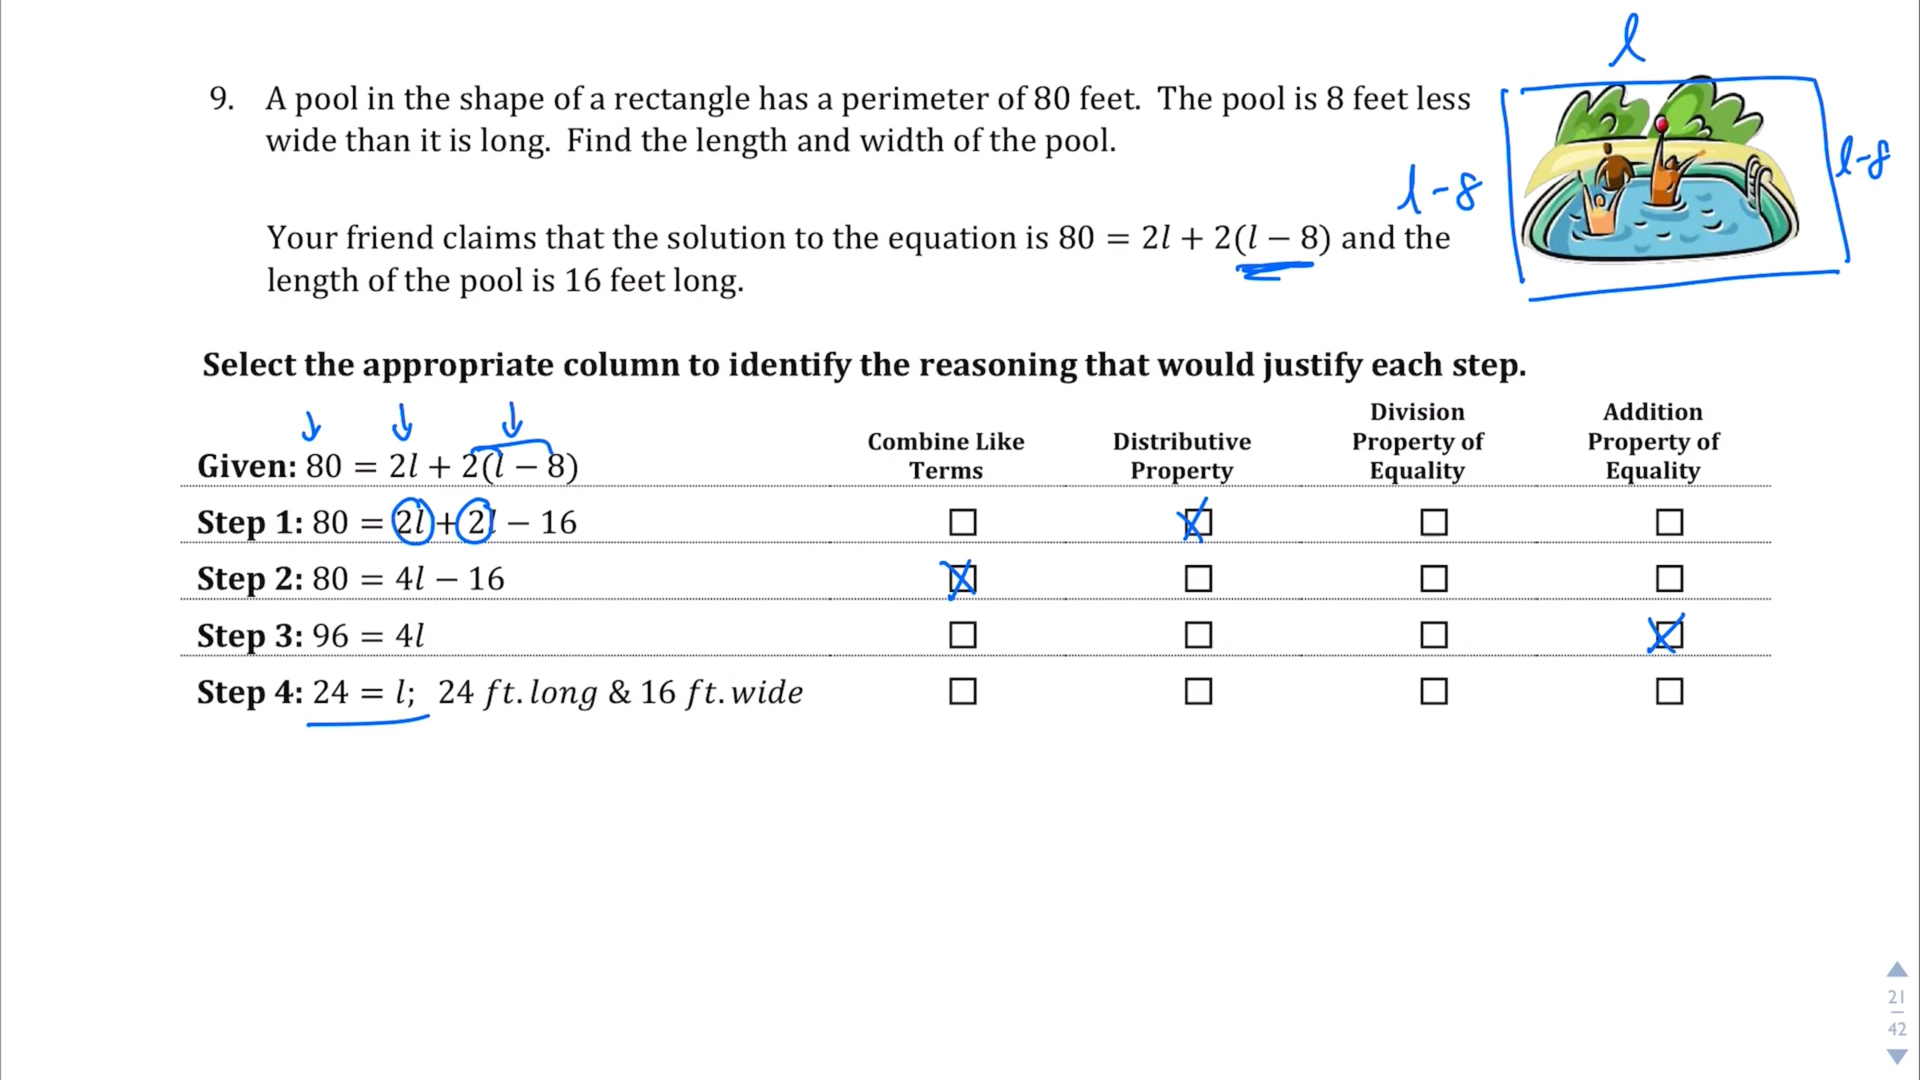 l
9. A pool in the shape of a rectangle has a perimeter of 80 feet. The pool is 8 feet less
wide than it is long. Find the length and width of the pool.
l-8
l-8
Your friend claims that the solution to the equation is 80 = 2l + 2(l − 8) and the
length of the pool is 16 feet long.
Select the appropriate column to identify the reasoning that would justify each step.
Combine Like Terms
Distributive Property
Division Property of Equality
Addition Property of Equality
Given: 80 = 2l + 2(l − 8)
Step 1: 80 = 2l + 2l − 16
Step 2: 80 = 4l − 16
Step 3: 96 = 4l
Step 4: 24 = l; 24 ft. long & 16 ft. wide
21
42